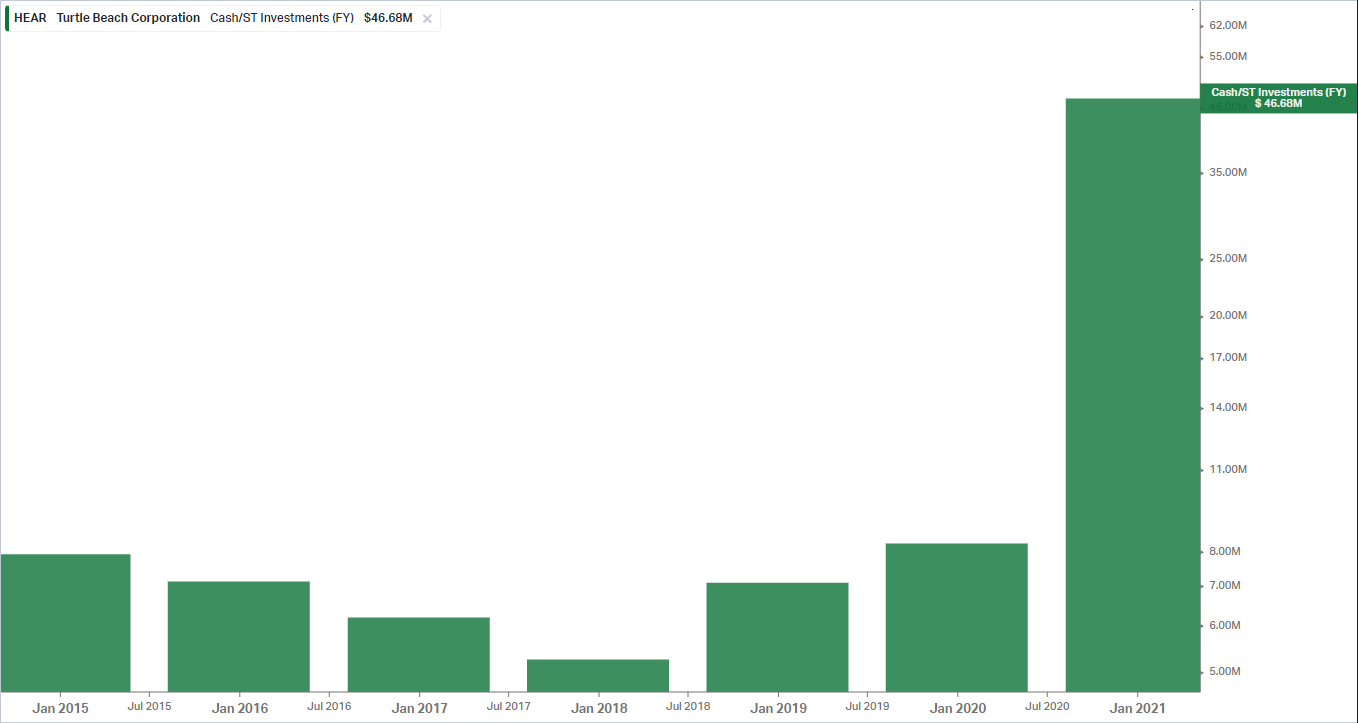 HEAR Turtle Beach Corporation Cash/ST Investments (FY) $46.68M ×
62.00M
55.00M
Cash/ST Investments (FY)
45.00M
$ 46.68M
35.00M
25.00M
20.00M
17.00M
14.00M
11.00M
8.00M
7.00M
6.00M
5.00M
Jan 2015 Jul 2015 Jan 2016 Jul 2016 Jan 2017 Jul 2017 Jan 2018 Jul 2018 Jan 2019 Jul 2019 Jan 2020 Jul 2020 Jan 2021